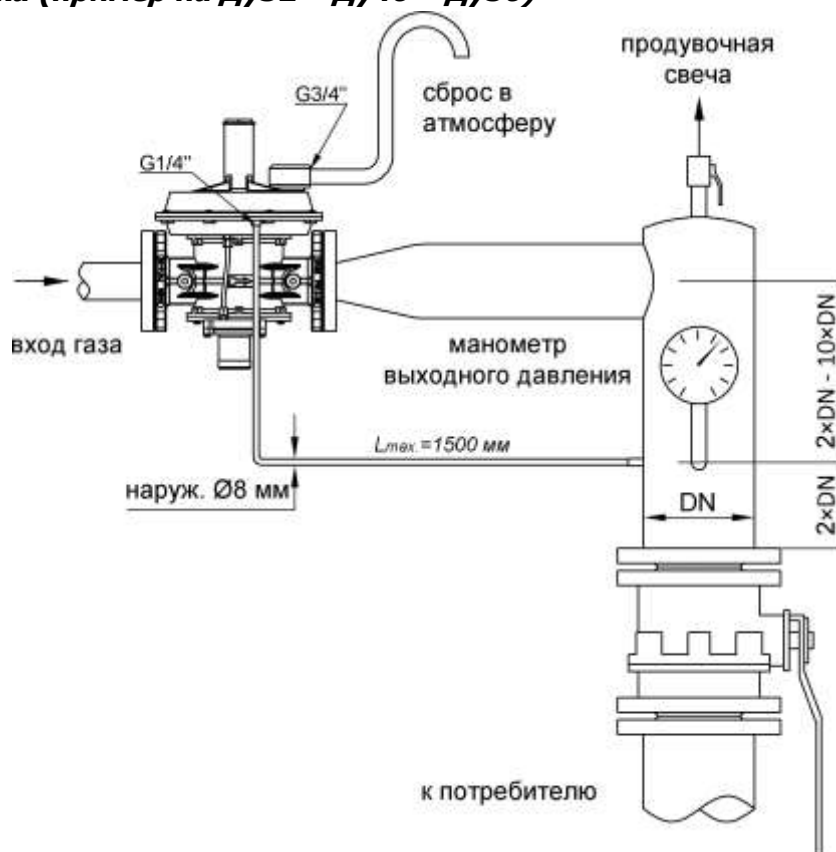 продувочная
свеча
G3/4"
сброс в
атмосферу
G1/4"
вход газа
манометр
выходного давления
2×DN - 10×DN
Lmax.=1500 мм
наруж. Ø8 мм
DN
2×DN
к потребителю